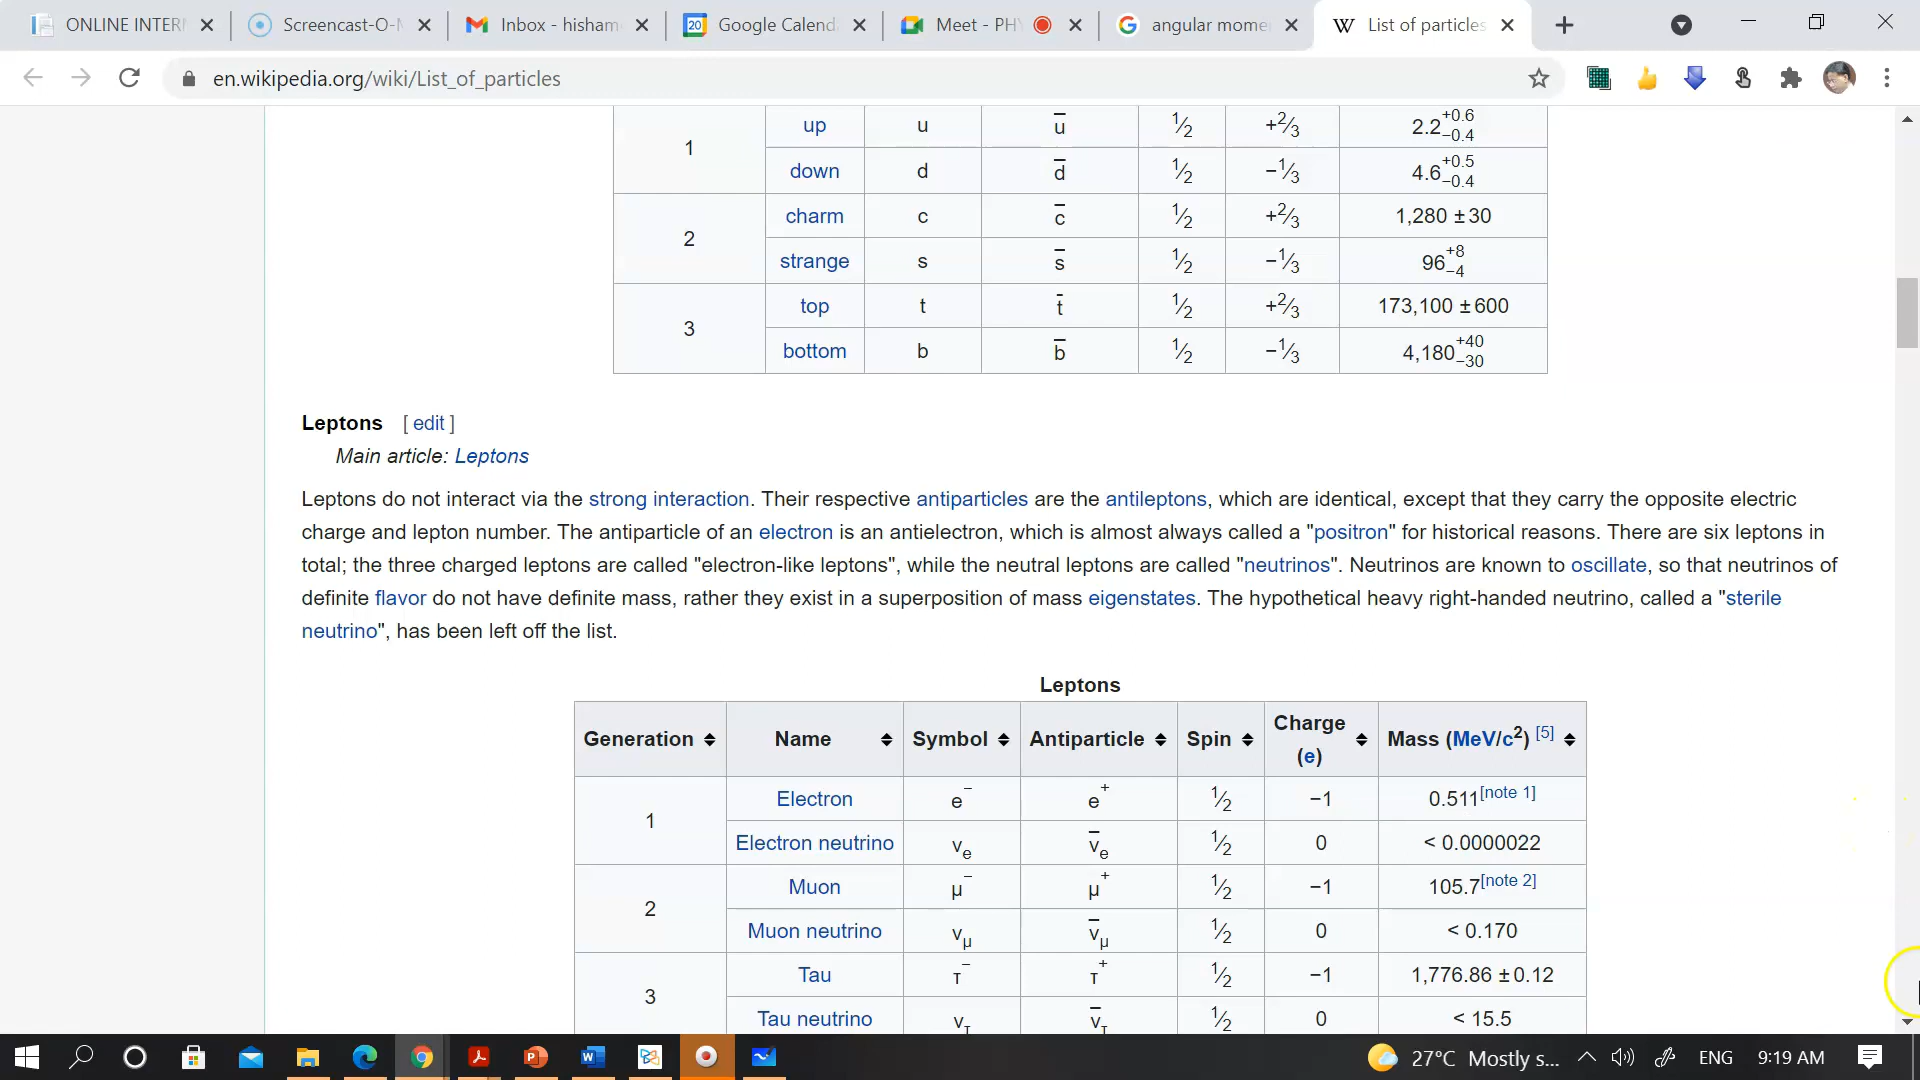 ONLINE INTERI
Screencast-O-M
Inbox - hisham
Google Calenda
Meet - PHY
angular mome
List of particles
en.wikipedia.org/wiki/List_of_particles
1 up u u̅ ½ +⅔ 2.2 +0.6 −0.4
down d d̅ ½ −⅓ 4.6 +0.5 −0.4
2 charm c c̅ ½ +⅔ 1,280 ±30
strange s s̅ ½ −⅓ 96 +8 −4
3 top t t̅ ½ +⅔ 173,100 ±600
bottom b b̅ ½ −⅓ 4,180 +40 −30
Leptons [ edit ]
Main article: Leptons
Leptons do not interact via the strong interaction. Their respective antiparticles are the antileptons, which are identical, except that they carry the opposite electric
charge and lepton number. The antiparticle of an electron is an antielectron, which is almost always called a "positron" for historical reasons. There are six leptons in
total; the three charged leptons are called "electron-like leptons", while the neutral leptons are called "neutrinos". Neutrinos are known to oscillate, so that neutrinos of
definite flavor do not have definite mass, rather they exist in a superposition of mass eigenstates. The hypothetical heavy right-handed neutrino, called a "sterile
neutrino", has been left off the list.
Leptons
Generation Name Symbol Antiparticle Spin Charge (e) Mass (MeV/c²) [5]
1 Electron e⁻ e⁺ ½ −1 0.511[note 1]
Electron neutrino νe ν̅e ½ 0 < 0.0000022
2 Muon μ⁻ μ⁺ ½ −1 105.7[note 2]
Muon neutrino νμ ν̅μ ½ 0 < 0.170
3 Tau τ⁻ τ⁺ ½ −1 1,776.86 ±0.12
Tau neutrino ντ ν̅τ ½ 0 < 15.5
27°C Mostly s... ENG 9:19 AM